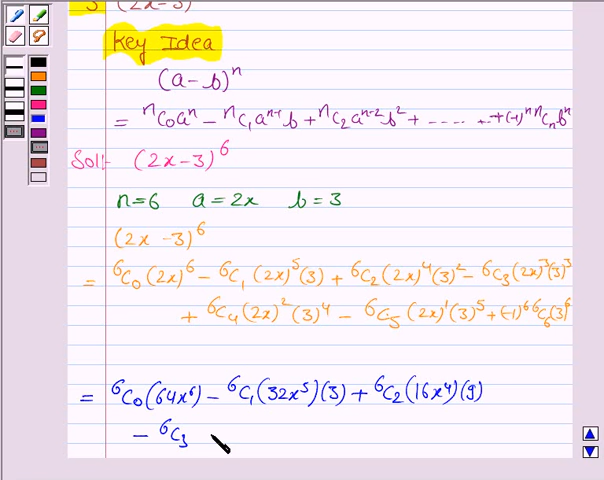 3 (2x-3)
Key Idea
(a-b)ⁿ
= ⁿC₀aⁿ - ⁿC₁aⁿ⁻¹b + ⁿC₂aⁿ⁻²b² + ........+(-1)ⁿ ⁿCₙbⁿ
Sol:- (2x-3)⁶
n=6 a=2x b=3
(2x-3)⁶
= ⁶C₀(2x)⁶ - ⁶C₁(2x)⁵(3) + ⁶C₂(2x)⁴(3)² - ⁶C₃(2x)³(3)³
+ ⁶C₄(2x)²(3)⁴ - ⁶C₅(2x)¹(3)⁵ + (-1)⁶ ⁶C₆(3)⁶
= ⁶C₀(64x⁶) - ⁶C₁(32x⁵)(3) + ⁶C₂(16x⁴)(9)
- ⁶C₃